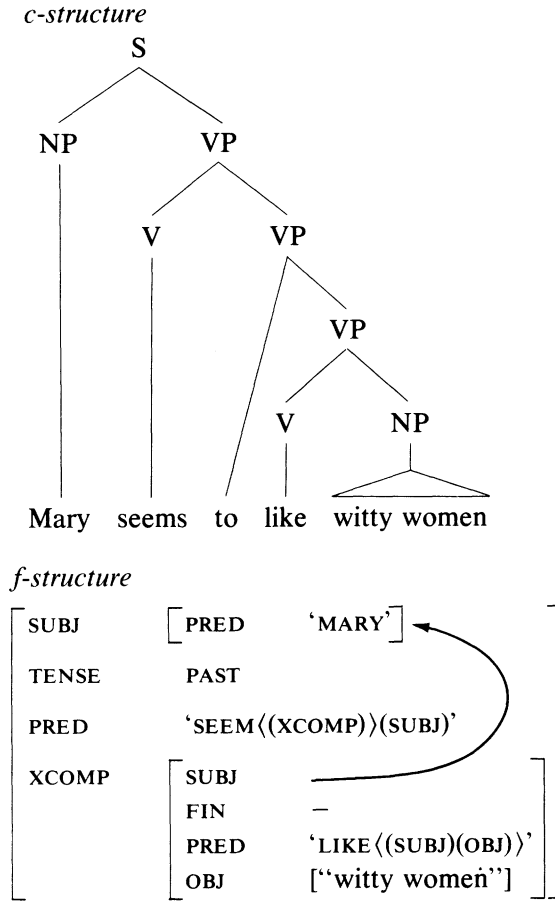 c-structure
S
NP VP
V VP
VP
V NP
Mary seems to like witty women
f-structure
SUBJ [PRED ‘MARY’]
TENSE PAST
PRED ‘SEEM⟨(XCOMP)⟩(SUBJ)’
XCOMP SUBJ
FIN –
PRED ‘LIKE⟨(SUBJ)(OBJ)⟩’
OBJ [“witty women”]